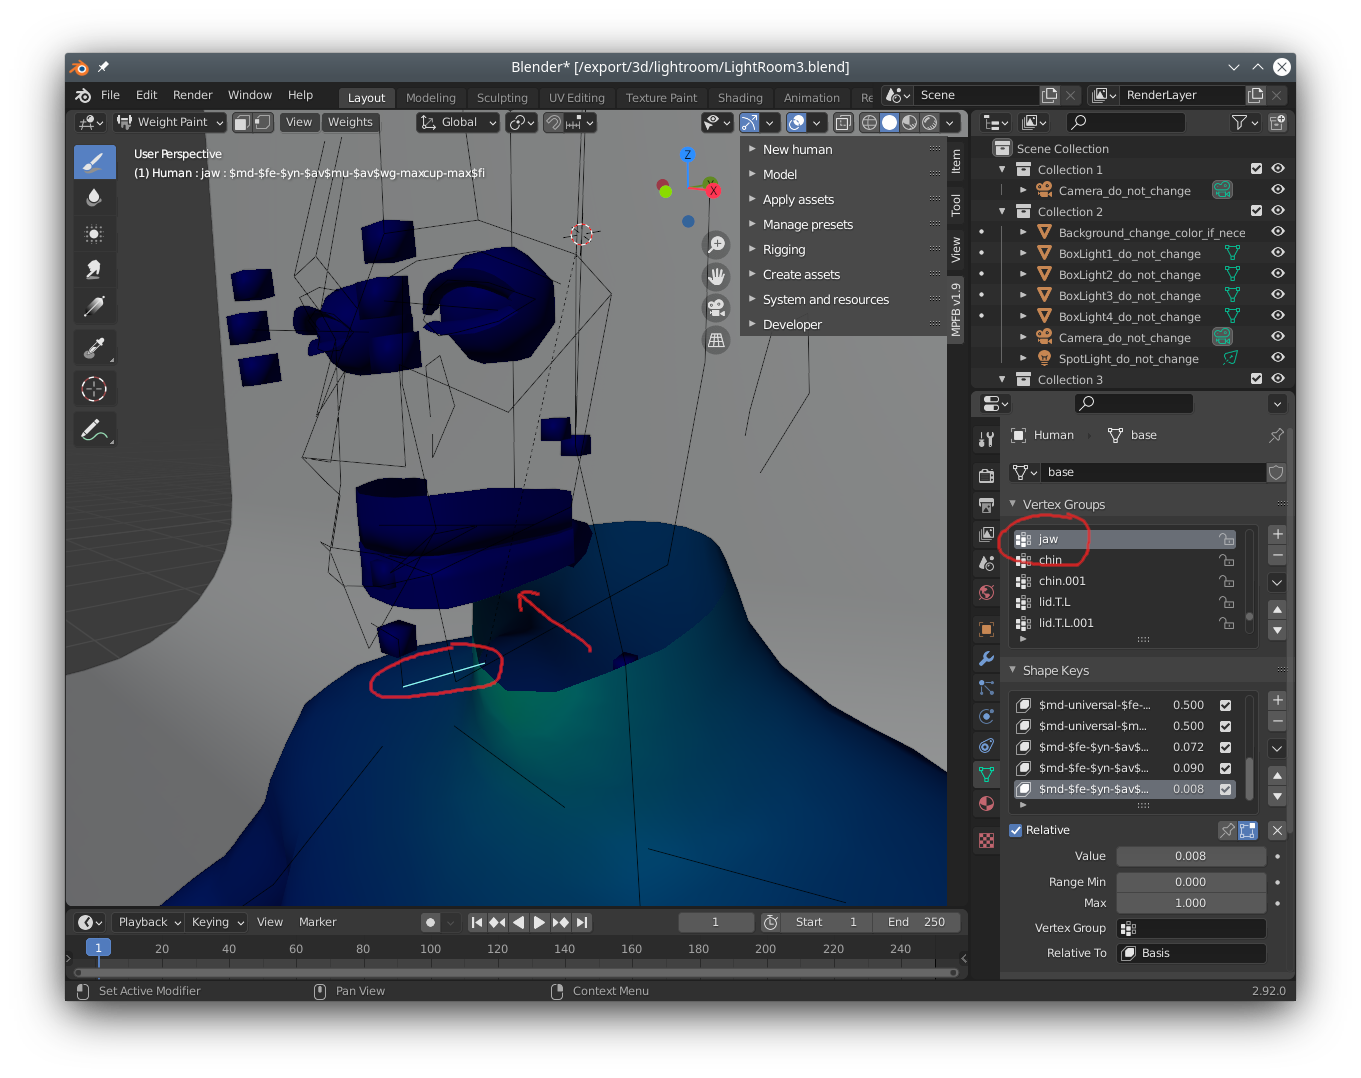 Blender* [/export/3d/lightroom/LightRoom3.blend]
File Edit Render Window Help Layout Modeling Sculpting UV Editing Texture Paint Shading Animation Re Scene RenderLayer
Weight Paint View Weights Global
User Perspective
(1) Human : jaw : $md-$fe-$yn-$av$mu-$av$wg-maxcup-max$fi
Z
Y
X
New human
Model
Apply assets
Manage presets
Rigging
Create assets
System and resources
Developer
Item
Tool
View
MPFB v1.9
Scene Collection
Collection 1
Camera_do_not_change
Collection 2
Background_change_color_if_nece
BoxLight1_do_not_change
BoxLight2_do_not_change
BoxLight3_do_not_change
BoxLight4_do_not_change
Camera_do_not_change
SpotLight_do_not_change
Collection 3
Human base
base
Vertex Groups
jaw
chin
chin.001
lid.T.L
lid.T.L.001
Shape Keys
$md-universal-$fe-... 0.500
$md-universal-$m... 0.500
$md-$fe-$yn-$av$... 0.072
$md-$fe-$yn-$av$... 0.090
$md-$fe-$yn-$av$... 0.008
Relative
Value 0.008
Range Min 0.000
Max 1.000
Vertex Group
Relative To Basis
Playback Keying View Marker 1 Start 1 End 250
1 20 40 60 80 100 120 140 160 180 200 220 240
Set Active Modifier Pan View Context Menu 2.92.0